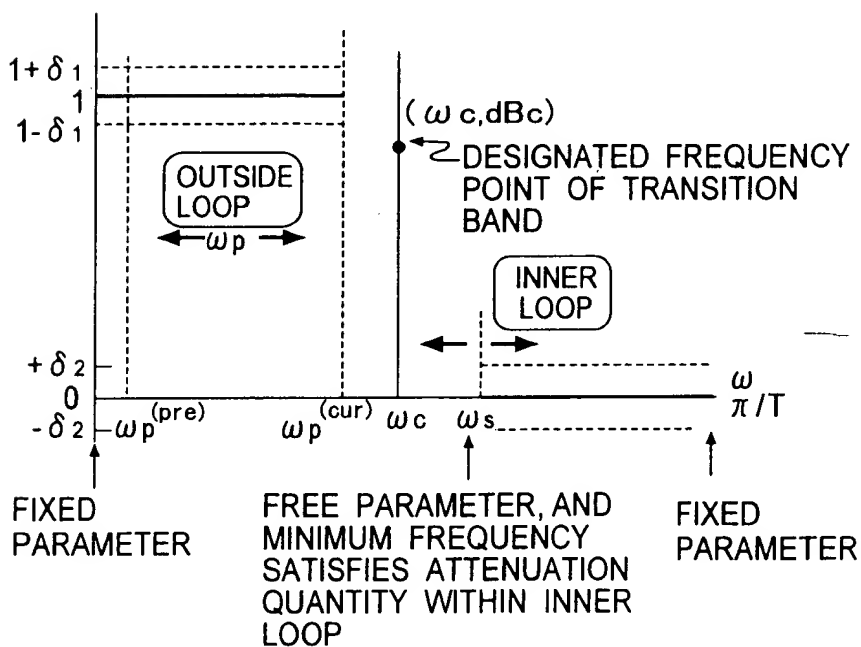 1+δ1
1
1-δ1
(ωc,dBc)
DESIGNATED FREQUENCY
POINT OF TRANSITION
BAND
OUTSIDE
LOOP
ωp
INNER
LOOP
+δ2
0
-δ2
ω
π/T
ωp(pre)
ωp(cur)
ωc
ωs
FIXED
PARAMETER
FREE PARAMETER, AND
MINIMUM FREQUENCY
SATISFIES ATTENUATION
QUANTITY WITHIN INNER
LOOP
FIXED
PARAMETER